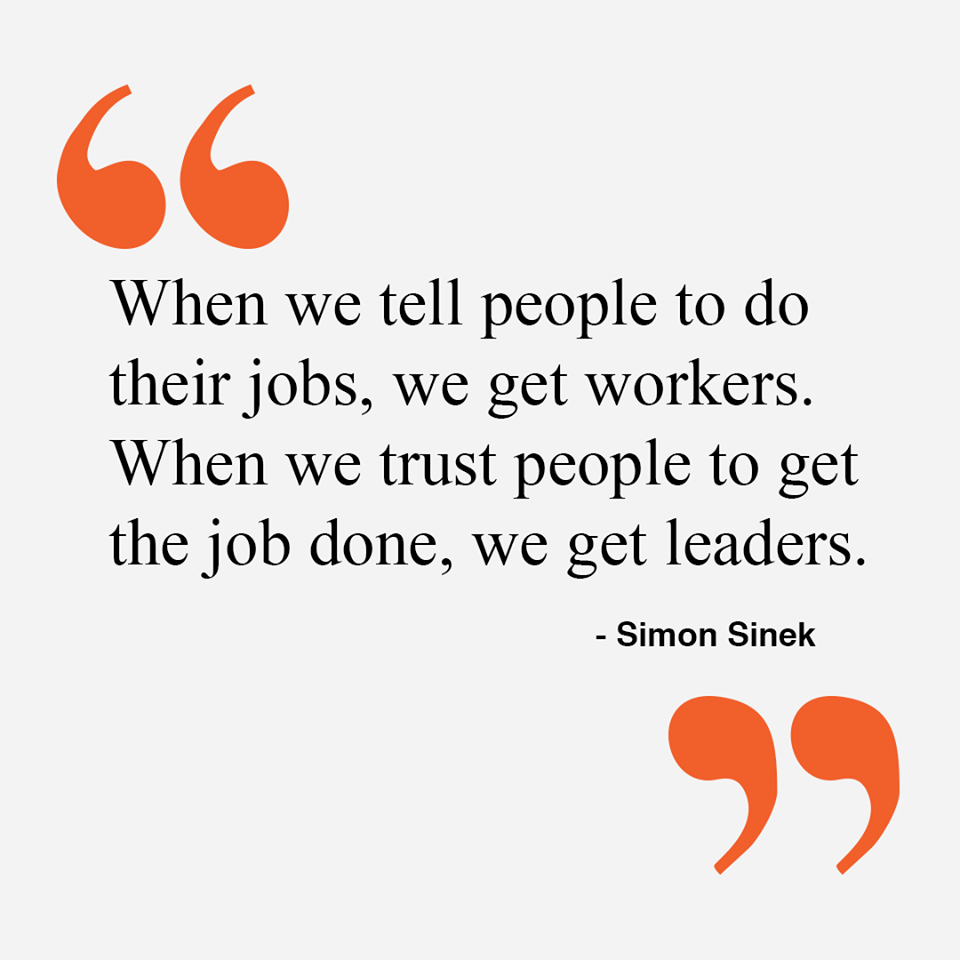 When we tell people to do
their jobs, we get workers.
When we trust people to get
the job done, we get leaders.
- Simon Sinek